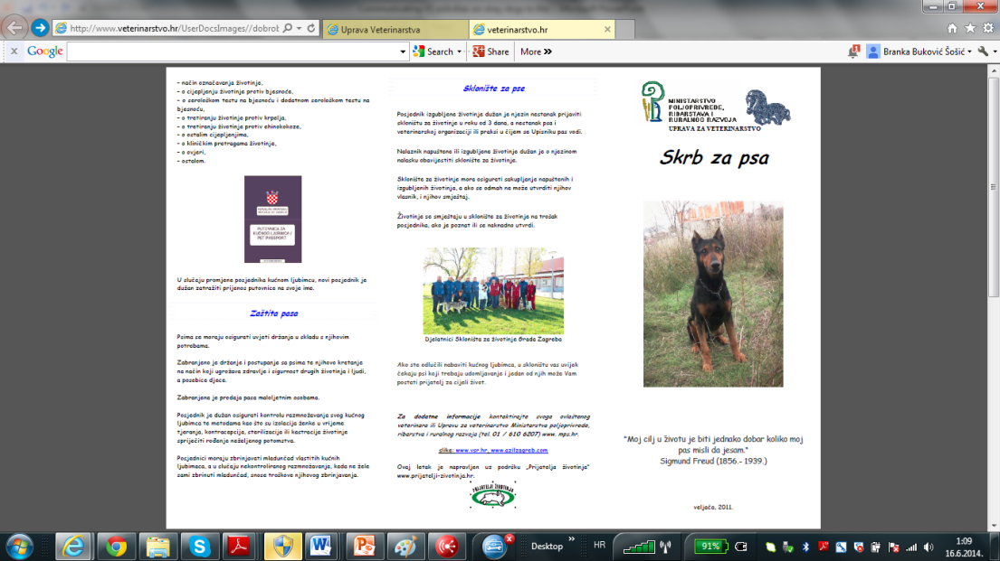 http://www.veterinarstvo.hr/UserDocsImages//dobrob
Uprava Veterinarstva
veterinarstvo.hr
Google
Search
Share
More »
Branka Buković Šošić
– način označavanja životinje,
– o cijepljenju životinje protiv bjesnoće,
– o serološkom testu na bjesnoću i dodatnom serološkom testu na
bjesnoću,
– o tretiranju životinje protiv krpelja,
– o tretiranju životinje protiv ehinokokoze,
– o ostalim cijepljenjima,
– o kliničkim pretragama životinje,
– o ovjeri,
– ostalom.
PUTOVNICA ZA
KUĆNOG LJUBIMCA /
PET PASSPORT
U slučaju promjene posjednika kućnom ljubimcu, novi posjednik je
dužan zatražiti prijenos putovnice na svoje ime.
Zaštita pasa
Psima se moraju osigurati uvjeti držanja u skladu s njihovim
potrebama.
Zabranjeno je držanje i postupanje sa psima te njihovo kretanje
na način koji ugrožava zdravlje i sigurnost drugih životinja i ljudi,
a posebice djece.
Zabranjena je prodaja pasa maloljetnim osobama.
Posjednik je dužan osigurati kontrolu razmnožavanja svog kućnog
ljubimca te metodama kao što su izolacija ženke u vrijeme
tjeranja, kontracepcija, sterilizacija ili kastracija životinje
spriječiti rođenje neželjenog potomstva.
Posjednici moraju zbrinjavati mladunčad vlastitih kućnih
ljubimaca, a u slučaju nekontroliranog razmnožavanja, kada ne žele
sami zbrinuti mladunčad, snose troškove njihovog zbrinjavanja.
Sklonište za pse
Posjednik izgubljene životinje dužan je njezin nestanak prijaviti
skloništu za životinje u roku od 3 dana, a nestanak psa i
veterinarskoj organizaciji ili praksi u čijem se Upisniku pas vodi.
Nalaznik napuštene ili izgubljene životinje dužan je o njezinom
nalasku obavijestiti sklonište za životinje.
Sklonište za životinje mora osigurati sakupljanje napuštenih i
izgubljenih životinja, a ako se odmah ne može utvrditi njihov
vlasnik, i njihov smještaj.
Životinje se smještaju u sklonište za životinje na trošak
posjednika, ako je poznat ili se naknadno utvrdi.
Djelatnici Skloništa za životinje Grada Zagreba
Ako ste odlučili nabaviti kućnog ljubimca, u skloništu vas uvijek
čekaju psi koji trebaju udomljavanje i jedan od njih može Vam
postati prijatelj za cijeli život.
Za dodatne informacije kontaktirajte svoga ovlaštenog
veterinara ili Upravu za veterinarstvo Ministarstva poljoprivrede,
ribarstva i ruralnog razvoja (tel. 01 / 610 6207) www. mps.hr.
slike: www.vsr.hr, www.azilzagreb.com
Ovaj letak je napravljen uz podršku „Prijatelja životinja“
www.prijatelji-zivotinja.hr.
PRIJATELJI ŽIVOTINJA
MINISTARSTVO
POLJOPRIVREDE,
RIBARSTAVA I
RURALNOG RAZVOJA
UPRAVA ZA VETERINARSTVO
Skrb za psa
"Moj cilj u životu je biti jednako dobar koliko moj
pas misli da jesam."
Sigmund Freud (1856.- 1939.)
veljača, 2011.
Desktop
HR
91%
1:09
16.6.2014.